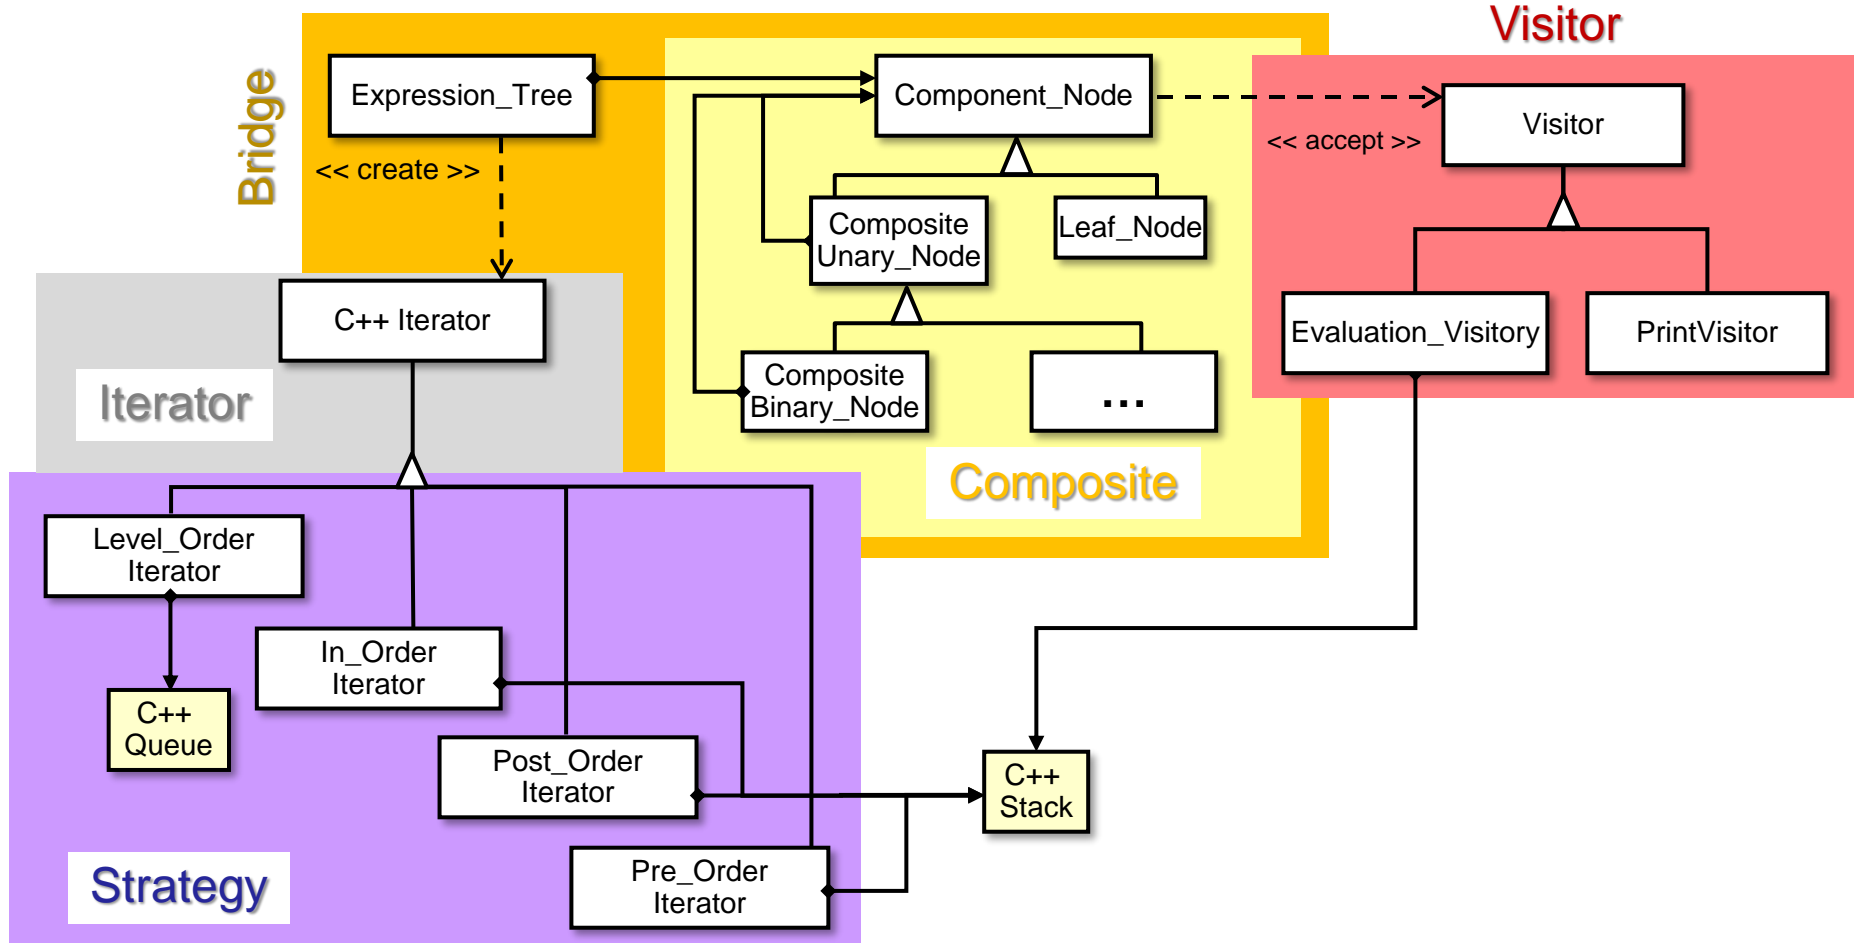 Visitor
Bridge
Expression_Tree
Component_Node
Visitor
<< accept >>
<< create >>
Composite
Unary_Node
Leaf_Node
C++ Iterator
Evaluation_Visitory
PrintVisitor
Iterator
Composite
Binary_Node
...
Composite
Level_Order
Iterator
In_Order
Iterator
C++
Queue
Post_Order
Iterator
C++
Stack
Strategy
Pre_Order
Iterator